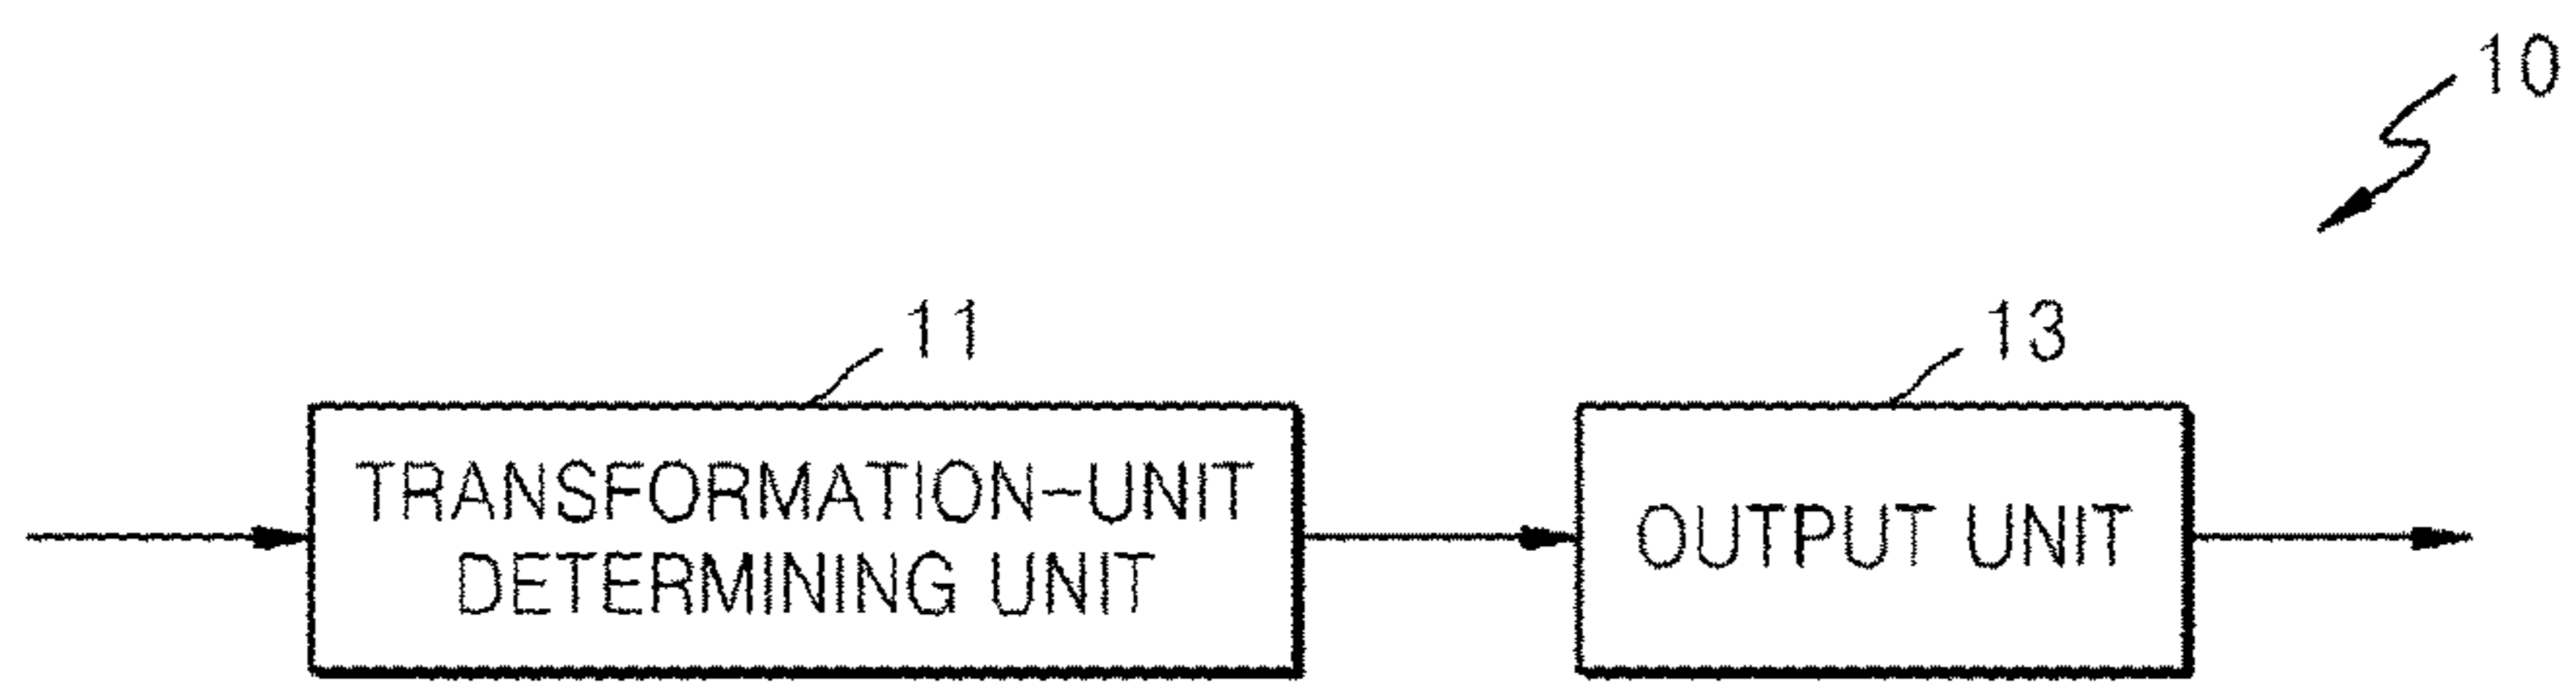 10
11
13
TRANSFORMATION-UNIT
DETERMINING UNIT
OUTPUT UNIT